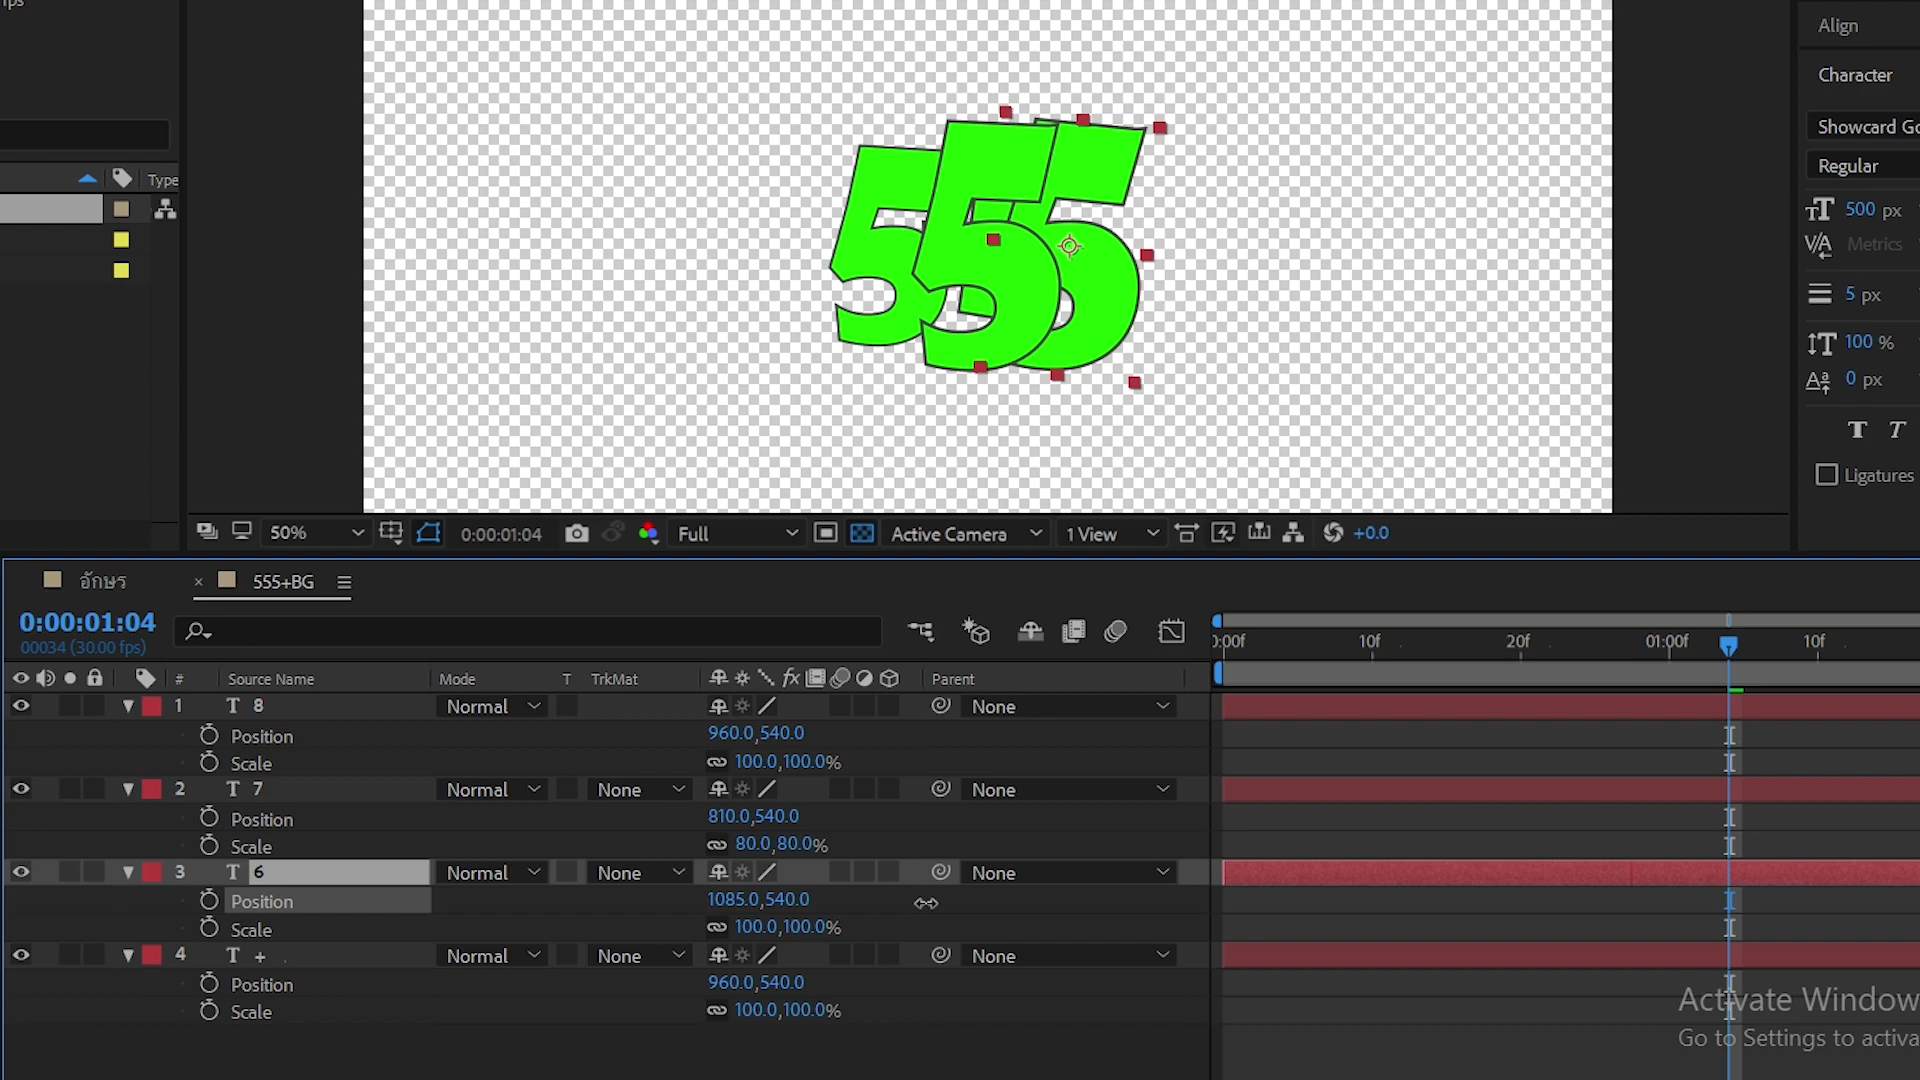 Align
Character
Type
Showcard Go
Regular
500 px
Metrics
5 px
100 %
0 px
T T
Ligatures
555
50%
0:00:01:04
Full
Active Camera
1 View
+0.0
อักษร
× 555+BG
0:00:01:04
00034 (30.00 fps)
0:00f 10f 20f 01:00f 10f
# Source Name Mode T TrkMat fx Parent
1 T 8 Normal None
Position 960.0,540.0
Scale 100.0,100.0%
2 T 7 Normal None None
Position 810.0,540.0
Scale 80.0,80.0%
3 T 6 Normal None None
Position 1085.0,540.0
Scale 100.0,100.0%
4 T + Normal None None
Position 960.0,540.0
Scale 100.0,100.0%
Activate Window
Go to Settings to activa